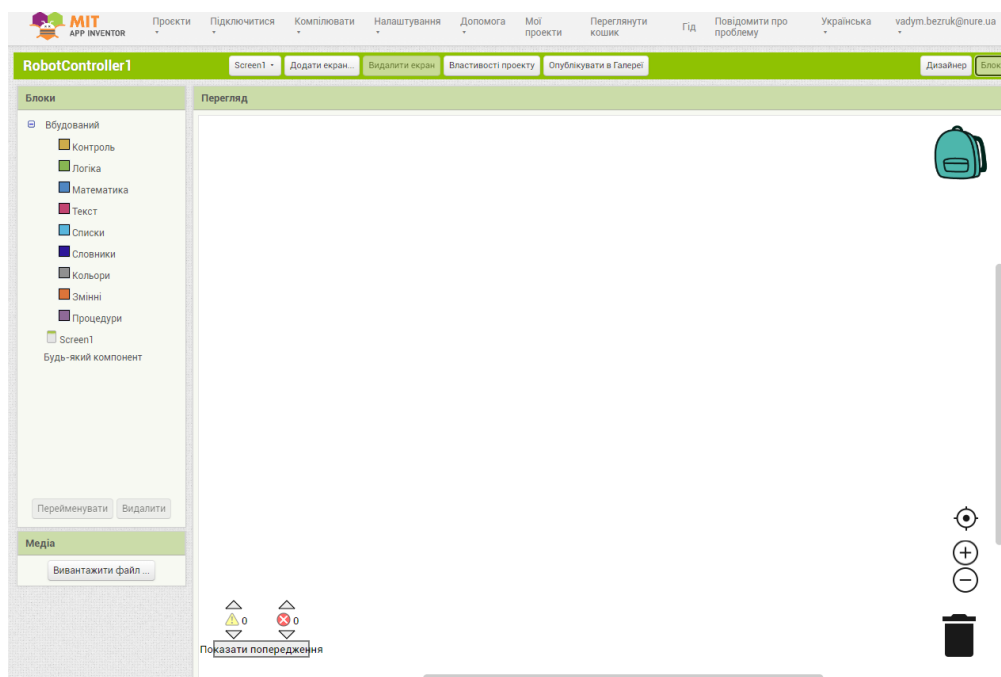 MIT
APP INVENTOR
Проєкти
Підключитися
Компілювати
Налаштування
Допомога
Мої
проекти
Переглянути
кошик
Гід
Повідомити про
проблему
Українська
vadym.bezruk@nure.ua
RobotController1
Screen1
Додати екран...
Видалити екран
Властивості проекту
Опублікувати в Галереї
Дизайнер
Блок
Блоки
Перегляд
Вбудований
Контроль
Логіка
Математика
Текст
Списки
Словники
Кольори
Змінні
Процедури
Screen1
Будь-який компонент
Перейменувати
Видалити
Медіа
Вивантажити файл ...
0
0
Показати попередження